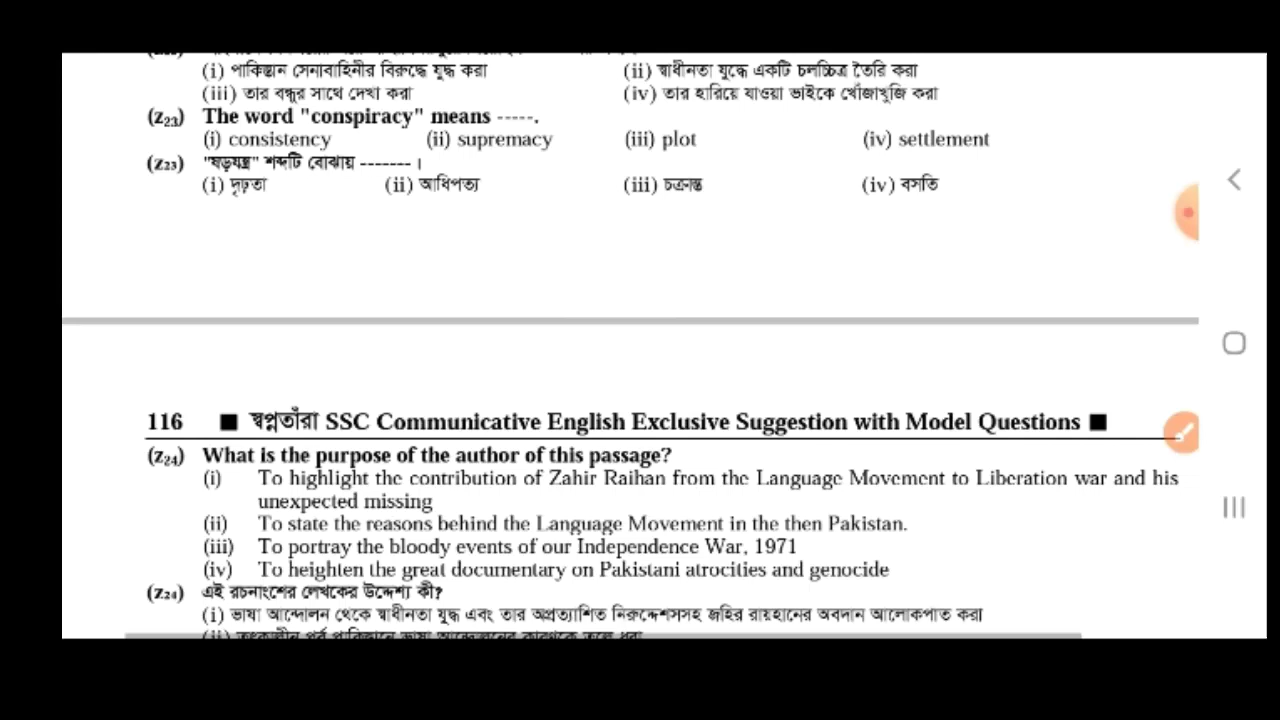 (i) পাকিস্তান সেনাবাহিনীর বিরুদ্ধে যুদ্ধ করা (ii) স্বাধীনতা যুদ্ধে একটি চলচ্চিত্র তৈরি করা
(iii) তার বন্ধুর সাথে দেখা করা (iv) তার হারিয়ে যাওয়া ভাইকে খোঁজাখুজি করা
(z₂₃) The word "conspiracy" means -----.
(i) consistency (ii) supremacy (iii) plot (iv) settlement
(z₂₃) "ষড়যন্ত্র" শব্দটি বোঝায় ------- ।
(i) দৃঢ়তা (ii) আধিপত্য (iii) চক্রান্ত (iv) বসতি
116 ■ স্বপ্নতাঁরা SSC Communicative English Exclusive Suggestion with Model Questions ■
(z₂₄) What is the purpose of the author of this passage?
(i) To highlight the contribution of Zahir Raihan from the Language Movement to Liberation war and his
unexpected missing
(ii) To state the reasons behind the Language Movement in the then Pakistan.
(iii) To portray the bloody events of our Independence War, 1971
(iv) To heighten the great documentary on Pakistani atrocities and genocide
(z₂₄) এই রচনাংশের লেখকের উদ্দেশ্য কী?
(i) ভাষা আন্দোলন থেকে স্বাধীনতা যুদ্ধ এবং তার অপ্রত্যাশিত নিরুদ্দেশসসহ জহির রায়হানের অবদান আলোকপাত করা